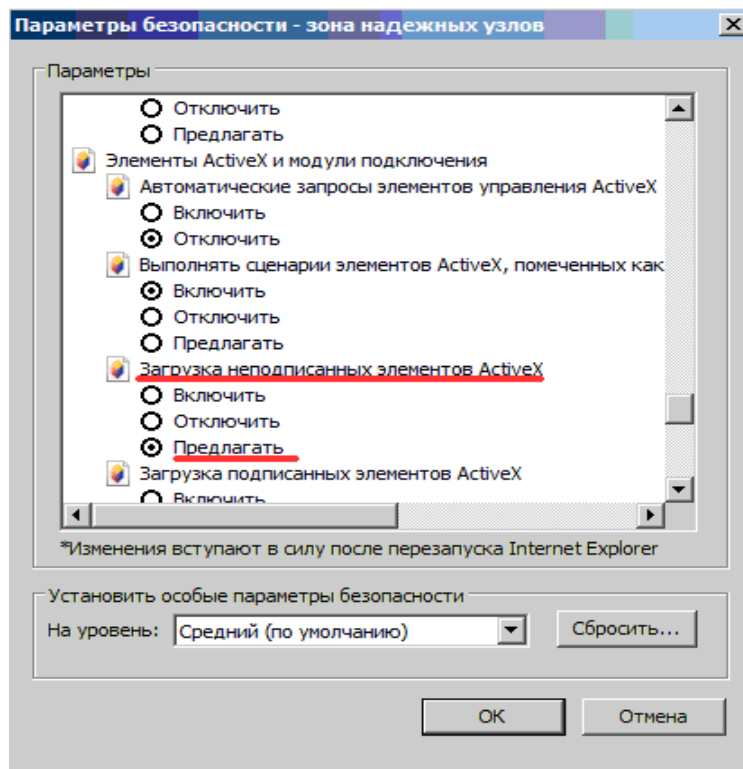 Параметры безопасности - зона надежных узлов
Параметры
Отключить
Предлагать
Элементы ActiveX и модули подключения
Автоматические запросы элементов управления ActiveX
Включить
Отключить
Выполнять сценарии элементов ActiveX, помеченных как
Включить
Отключить
Предлагать
Загрузка неподписанных элементов ActiveX
Включить
Отключить
Предлагать
Загрузка подписанных элементов ActiveX
Включить
*Изменения вступают в силу после перезапуска Internet Explorer
Установить особые параметры безопасности
На уровень: Средний (по умолчанию) Сбросить...
ОК Отмена